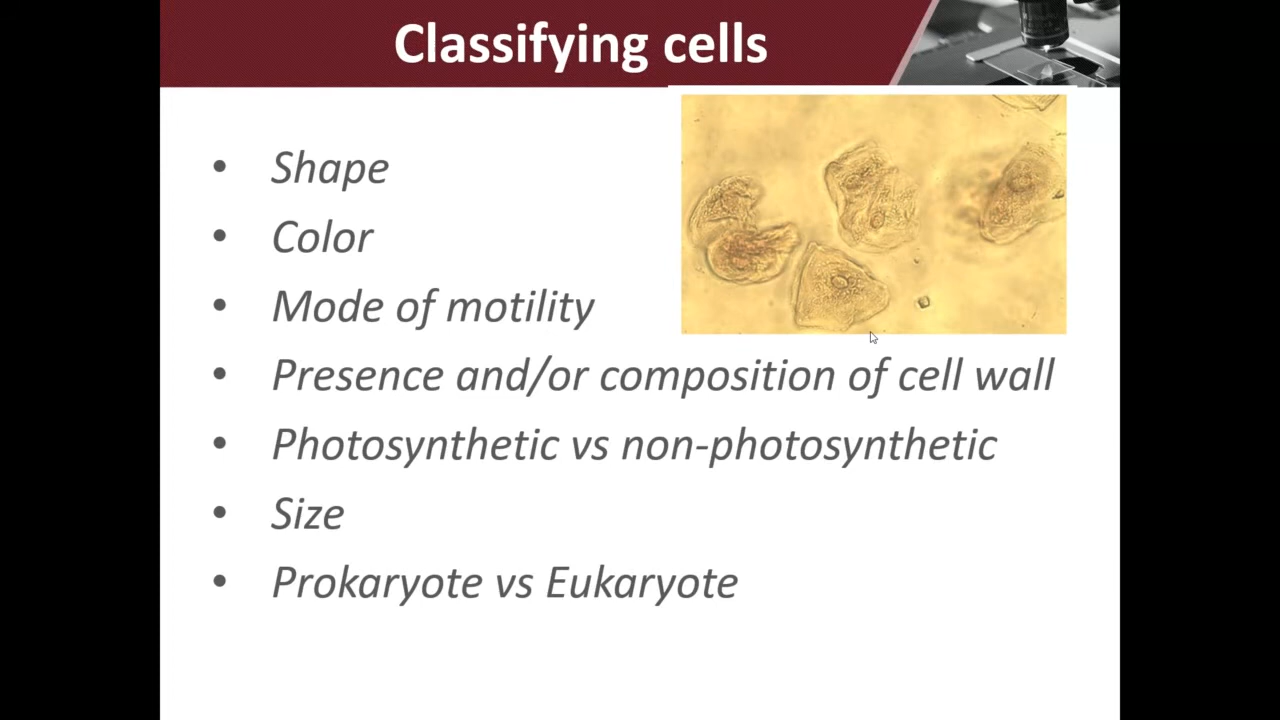 Classifying cells
• Shape
• Color
• Mode of motility
• Presence and/or composition of cell wall
• Photosynthetic vs non-photosynthetic
• Size
• Prokaryote vs Eukaryote